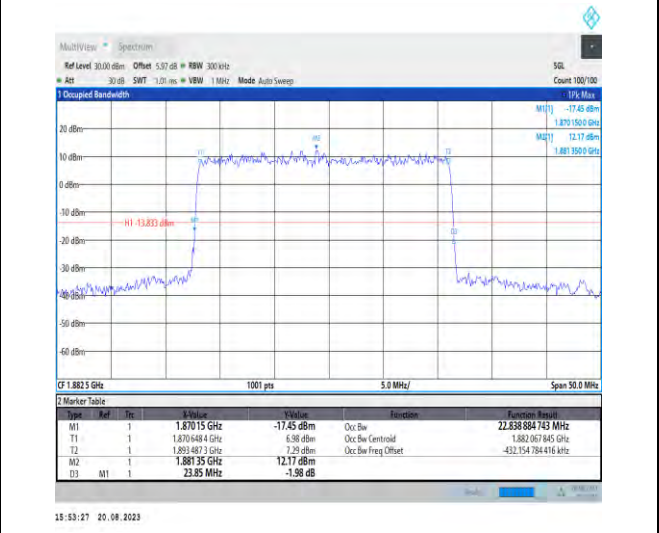 MultiView Spectrum
Ref Level 30.00 dBm Offset 5.97 dB RBW 300 kHz SGL
Att 30 dB SWT 1.01 ms VBW 1 MHz Mode Auto Sweep Count 100/100
1 Occupied Bandwidth 1Pk Max
M1[1] -17.45 dBm
1.870150 0 GHz
M2[1] 12.17 dBm
1.881 350 0 GHz
20 dBm
M2
T1 T2
10 dBm
0 dBm
-10 dBm
H1 -13.833 dBm M1
D3
-20 dBm
-30 dBm
-40 dBm
-50 dBm
-60 dBm
CF 1.882 5 GHz 1001 pts 5.0 MHz/ Span 50.0 MHz
2 Marker Table
Type Ref Trc X-Value Y-Value Function Function Result
M1 1 1.870 15 GHz -17.45 dBm Occ Bw 22.838 884 743 MHz
T1 1 1.870 648 4 GHz 6.98 dBm Occ Bw Centroid 1.882 067 845 GHz
T2 1 1.893 487 3 GHz 7.29 dBm Occ Bw Freq Offset -432.154 784 416 kHz
M2 1 1.881 35 GHz 12.17 dBm
D3 M1 1 23.85 MHz -1.98 dB
15:53:27 20.08.2023